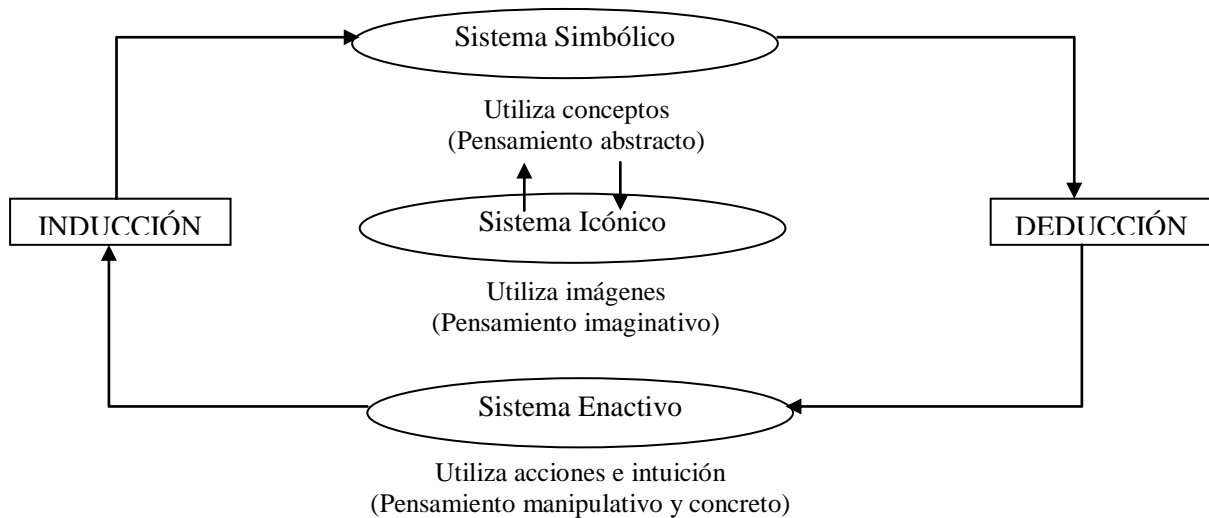 Sistema Simbólico
Utiliza conceptos
(Pensamiento abstracto)
INDUCCIÓN
Sistema Icónico
DEDUCCIÓN
Utiliza imágenes
(Pensamiento imaginativo)
Sistema Enactivo
Utiliza acciones e intuición
(Pensamiento manipulativo y concreto)